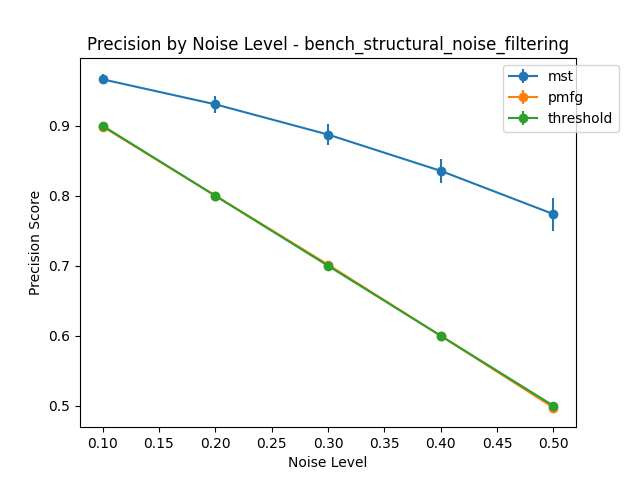 Precision by Noise Level - bench_structural_noise_filtering
mst
pmfg
threshold
Precision Score
0.9
0.8
0.7
0.6
0.5
0.10 0.15 0.20 0.25 0.30 0.35 0.40 0.45 0.50
Noise Level